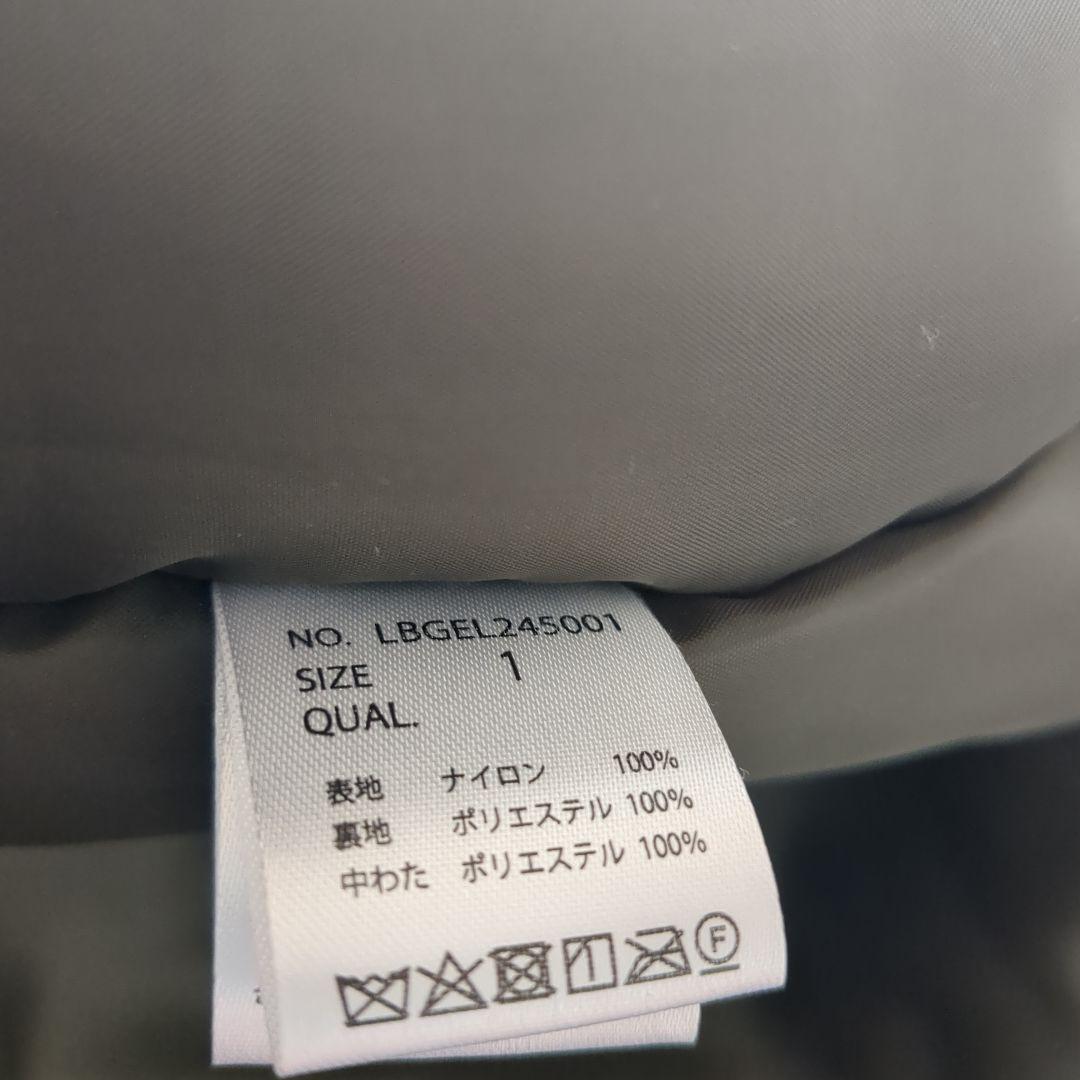 NO. LBGEL245001
SIZE 1
QUAL.
表地 ナイロン 100%
裏地 ポリエステル 100%
中わた ポリエステル 100%
F